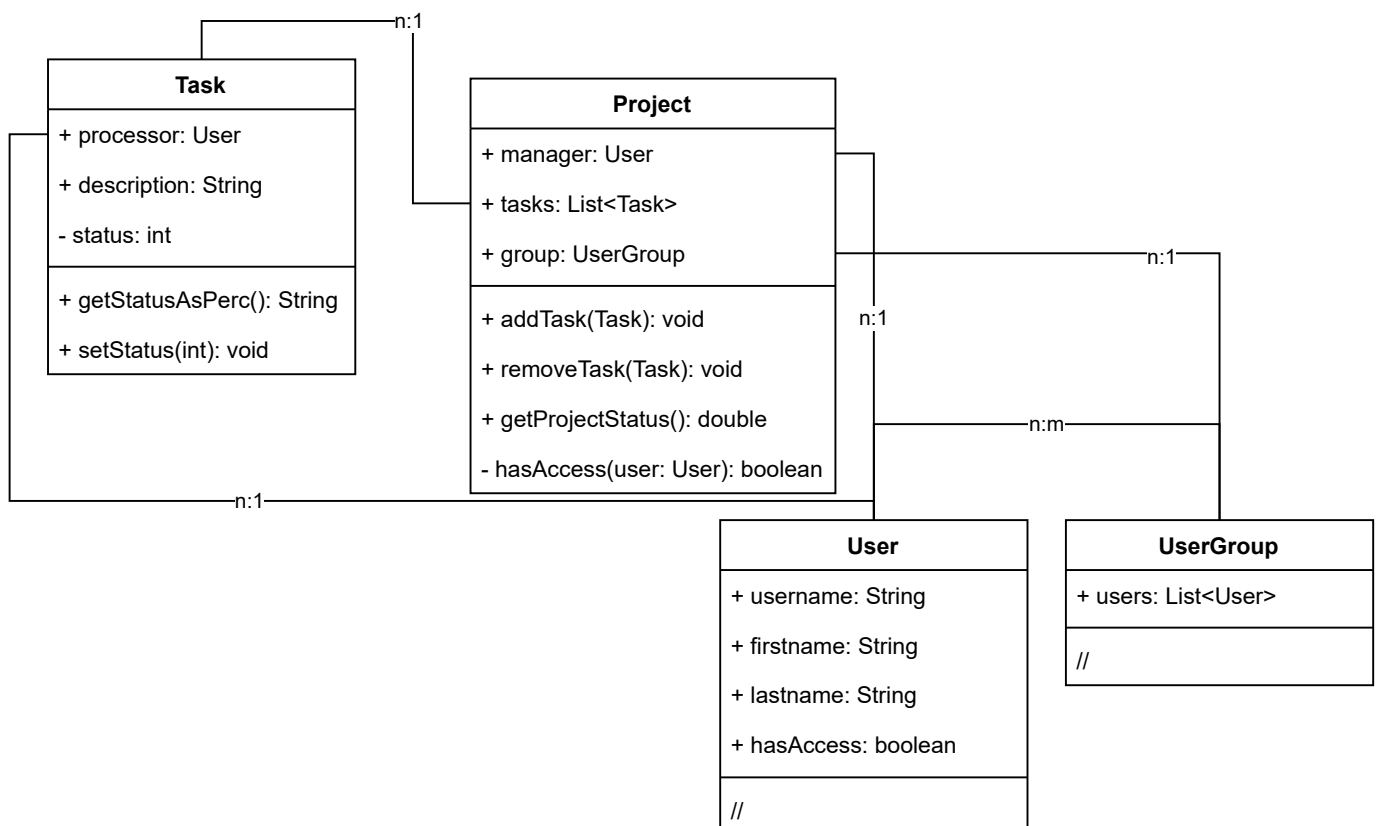 n:1
Task
+ processor: User
+ description: String
- status: int
+ getStatusAsPerc(): String
+ setStatus(int): void
Project
+ manager: User
+ tasks: List<Task>
+ group: UserGroup
+ addTask(Task): void
+ removeTask(Task): void
+ getProjectStatus(): double
- hasAccess(user: User): boolean
n:1
n:1
n:m
n:1
User
+ username: String
+ firstname: String
+ lastname: String
+ hasAccess: boolean
//
UserGroup
+ users: List<User>
//